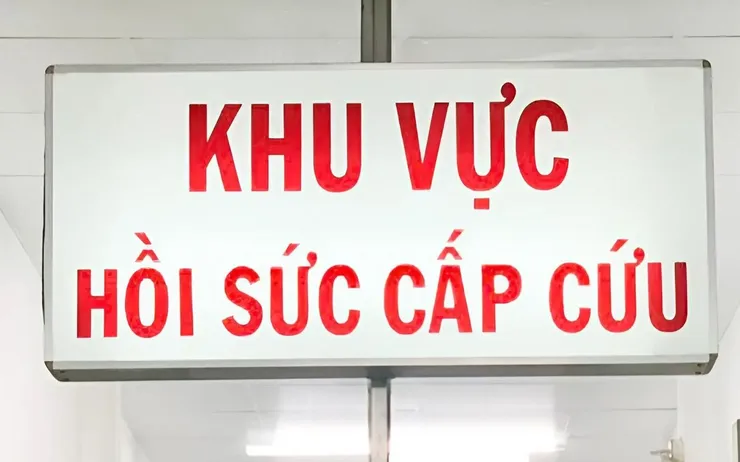 KHU VỰC
HỒI SỨC CẤP CỨU